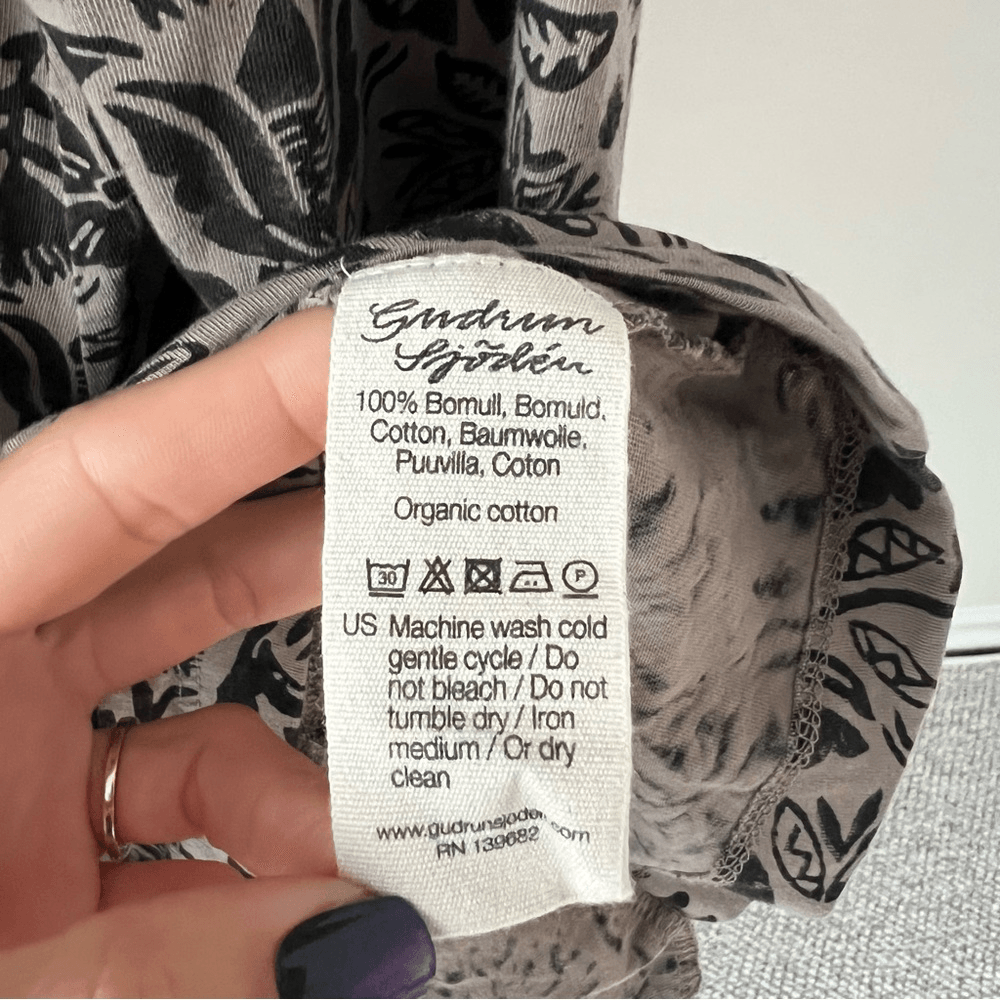 Gudrun
Sjödén
100% Bomull, Bomuld,
Cotton, Baumwolle,
Puuvilla, Coton
Organic cotton
30 P
US Machine wash cold
gentle cycle / Do
not bleach / Do not
tumble dry / Iron
medium / Or dry
clean
www.gudrunsjoden.com
RN 139682